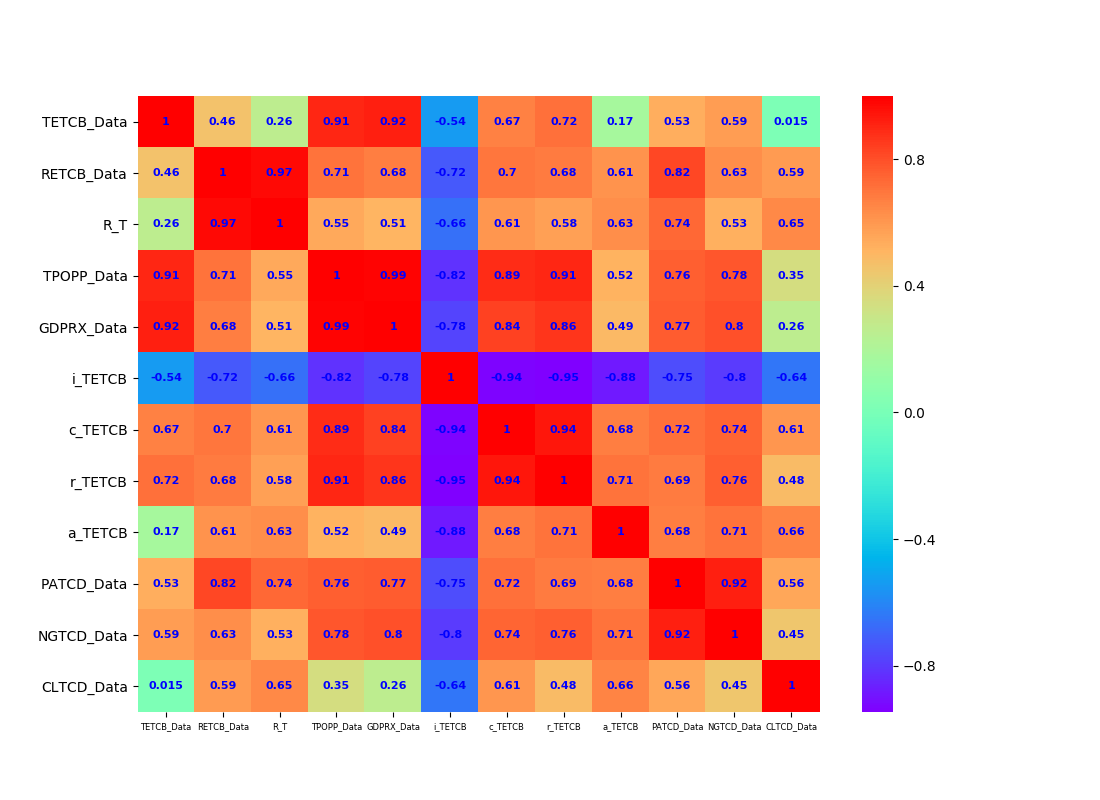 TETCB_Data 1 0.46 0.26 0.91 0.92 -0.54 0.67 0.72 0.17 0.53 0.59 0.015
RETCB_Data 0.46 1 0.97 0.71 0.68 -0.72 0.7 0.68 0.61 0.82 0.63 0.59
R_T 0.26 0.97 1 0.55 0.51 -0.66 0.61 0.58 0.63 0.74 0.53 0.65
TPOPP_Data 0.91 0.71 0.55 1 0.99 -0.82 0.89 0.91 0.52 0.76 0.78 0.35
GDPRX_Data 0.92 0.68 0.51 0.99 1 -0.78 0.84 0.86 0.49 0.77 0.8 0.26
i_TETCB -0.54 -0.72 -0.66 -0.82 -0.78 1 -0.94 -0.95 -0.88 -0.75 -0.8 -0.64
c_TETCB 0.67 0.7 0.61 0.89 0.84 -0.94 1 0.94 0.68 0.72 0.74 0.61
r_TETCB 0.72 0.68 0.58 0.91 0.86 -0.95 0.94 1 0.71 0.69 0.76 0.48
a_TETCB 0.17 0.61 0.63 0.52 0.49 -0.88 0.68 0.71 1 0.68 0.71 0.66
PATCD_Data 0.53 0.82 0.74 0.76 0.77 -0.75 0.72 0.69 0.68 1 0.92 0.56
NGTCD_Data 0.59 0.63 0.53 0.78 0.8 -0.8 0.74 0.76 0.71 0.92 1 0.45
CLTCD_Data 0.015 0.59 0.65 0.35 0.26 -0.64 0.61 0.48 0.66 0.56 0.45 1
TETCB_Data RETCB_Data R_T TPOPP_Data GDPRX_Data i_TETCB c_TETCB r_TETCB a_TETCB PATCD_Data NGTCD_Data CLTCD_Data
0.8
0.4
0.0
−0.4
−0.8